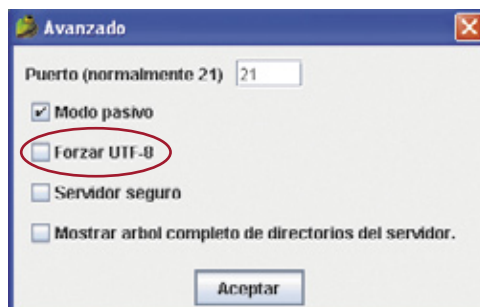 Avanzado
Puerto (normalmente 21) 21
Modo pasivo
Forzar UTF-8
Servidor seguro
Mostrar arbol completo de directorios del servidor.
Aceptar